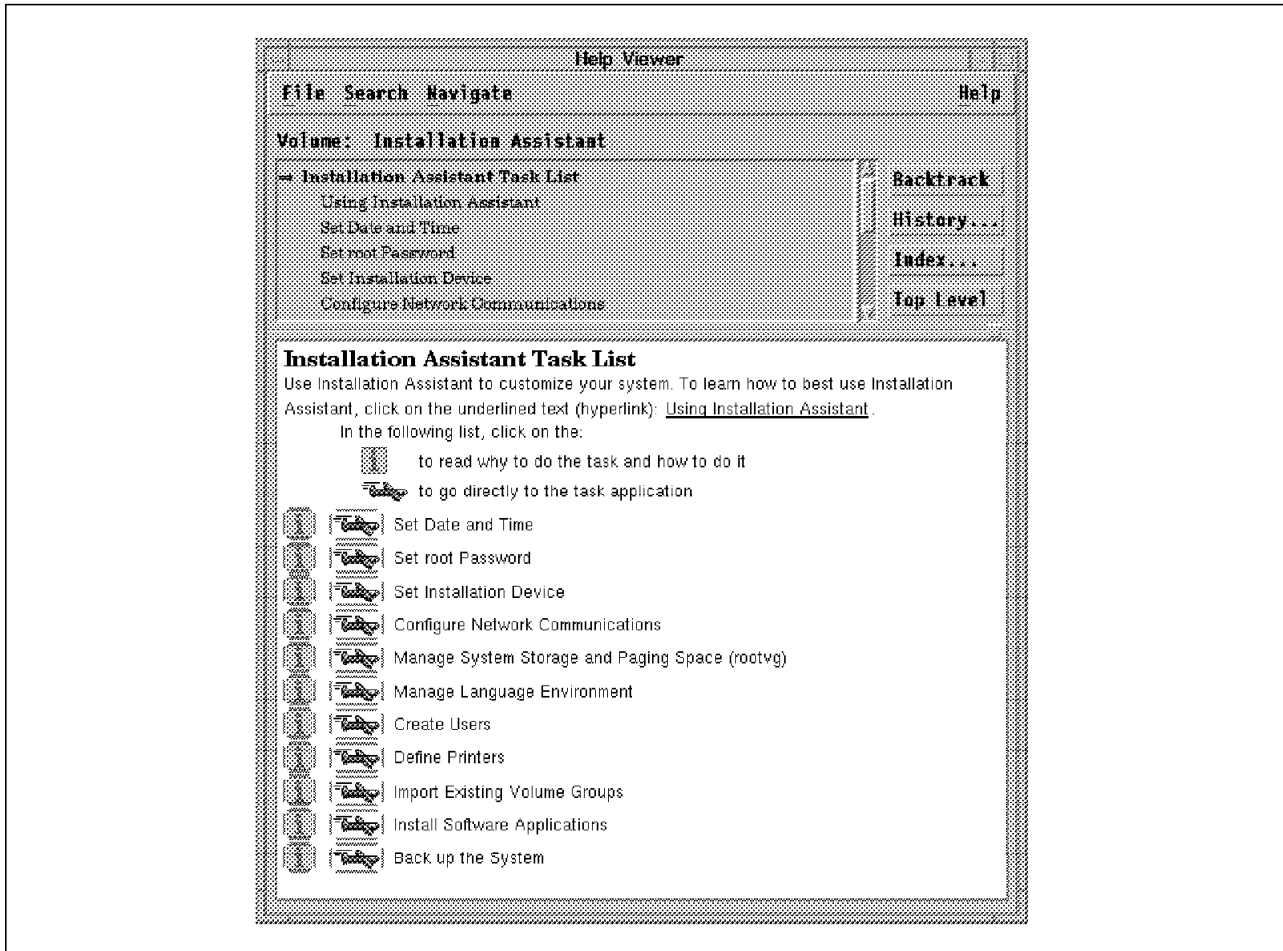 Help Viewer
File Search Navigate Help
Volume: Installation Assistant
Installation Assistant Task List
Using Installation Assistant
Set Date and Time
Set root Password
Set Installation Device
Configure Network Communications
Backtrack
History...
Index...
Top Level
Installation Assistant Task List
Use Installation Assistant to customize your system. To learn how to best use Installation
Assistant, click on the underlined text (hyperlink): Using Installation Assistant.
In the following list, click on the:
i to read why to do the task and how to do it
to go directly to the task application
i Set Date and Time
i Set root Password
i Set Installation Device
i Configure Network Communications
i Manage System Storage and Paging Space (rootvg)
i Manage Language Environment
i Create Users
i Define Printers
i Import Existing Volume Groups
i Install Software Applications
i Back up the System